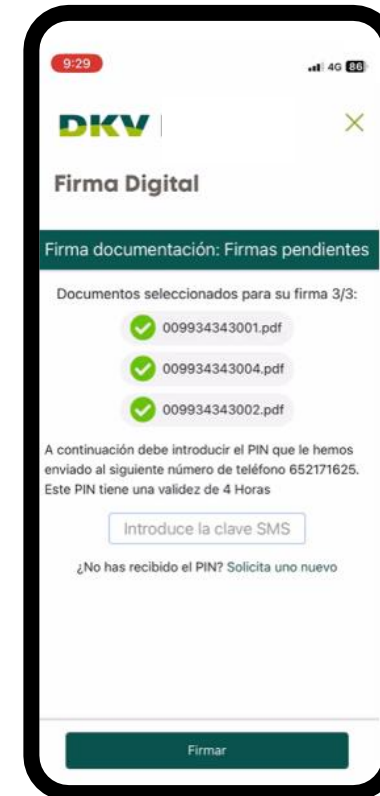 9:29
4G 86
DKV
Firma Digital
Firma documentación: Firmas pendientes
Documentos seleccionados para su firma 3/3:
009934343001.pdf
009934343004.pdf
009934343002.pdf
A continuación debe introducir el PIN que le hemos
enviado al siguiente número de teléfono 652171625.
Este PIN tiene una validez de 4 Horas
Introduce la clave SMS
¿No has recibido el PIN? Solicita uno nuevo
Firmar